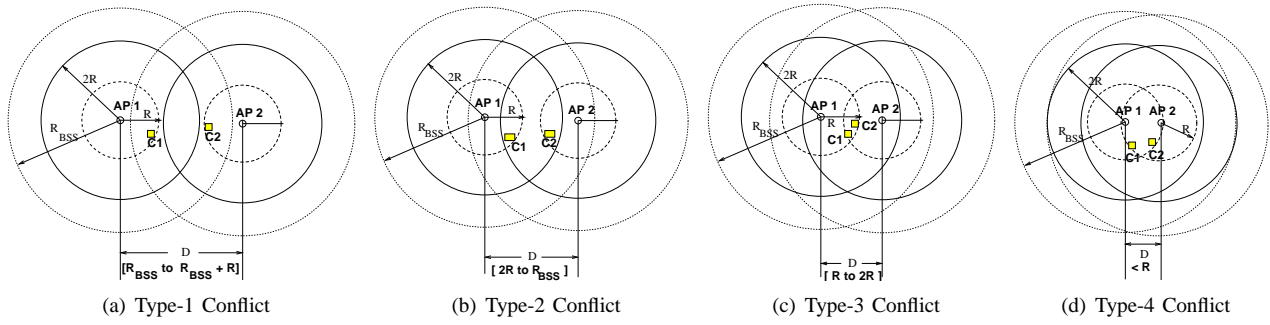 2R
AP 1
R
R_BSS
C1
C2
AP 2
D
[R_BSS to R_BSS + R]
(a) Type-1 Conflict
2R
AP 1
R
R_BSS
C1
C2
AP 2
D
[ 2R to R_BSS ]
(b) Type-2 Conflict
2R
AP 1
R
R_BSS
C1
C2
AP 2
D
[ R to 2R ]
(c) Type-3 Conflict
2R
AP 1
AP 2
R
R_BSS
C1
C2
D
< R
(d) Type-4 Conflict